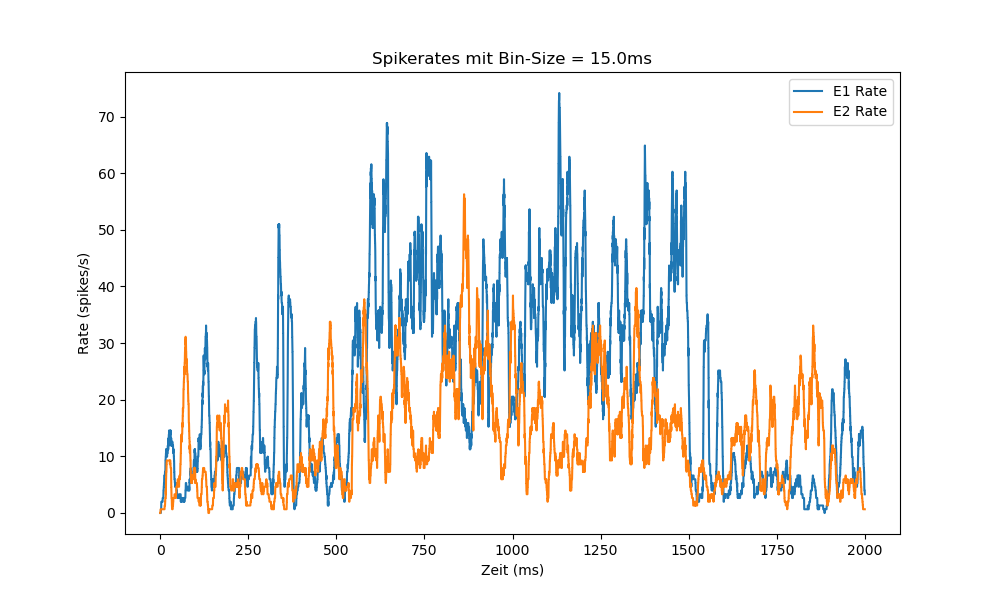 Spikerates mit Bin-Size = 15.0ms
E1 Rate
E2 Rate
Rate (spikes/s)
70
60
50
40
30
20
10
0
0 250 500 750 1000 1250 1500 1750 2000
Zeit (ms)